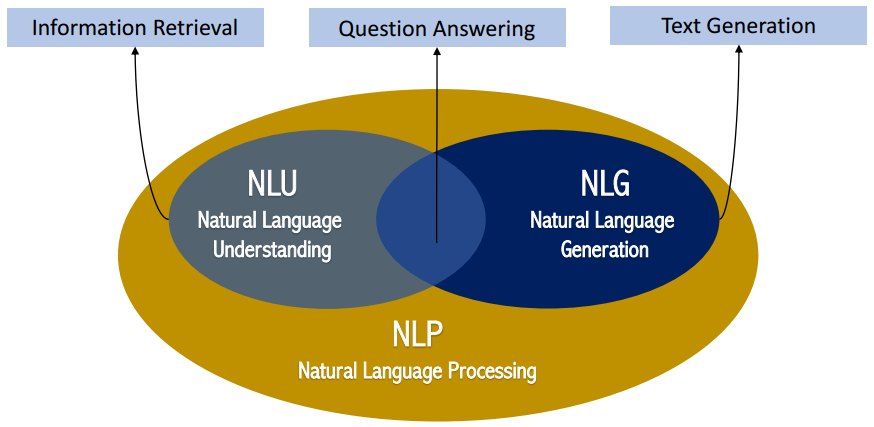 Information Retrieval
Question Answering
Text Generation
NLU
Natural Language
Understanding
NLG
Natural Language
Generation
NLP
Natural Language Processing